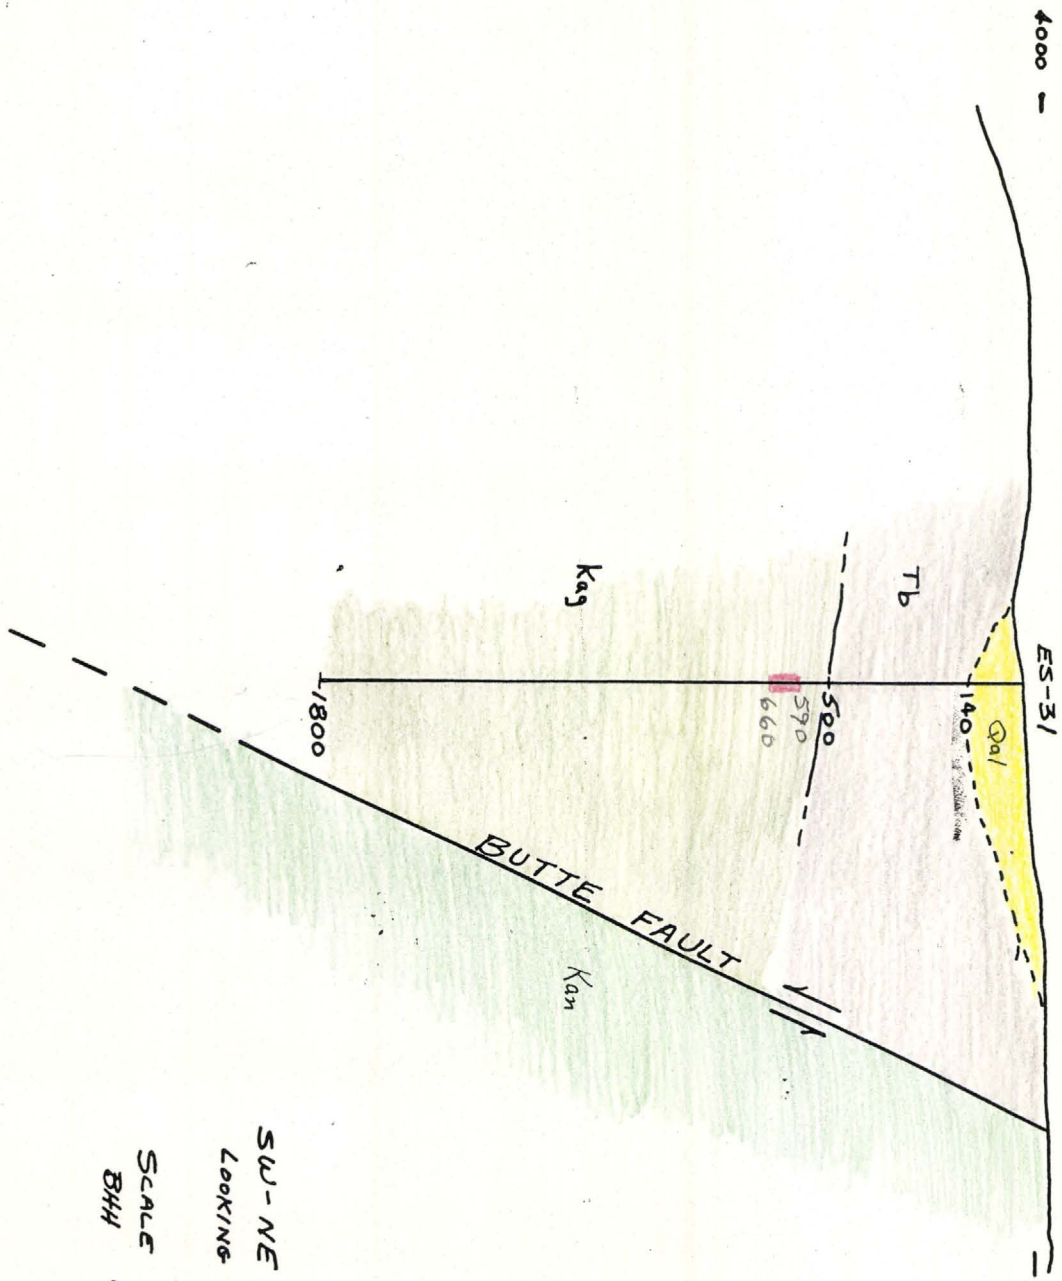 4000
ES-31
Qal
140
Tb
500
590
660
Kag
1800
BUTTE FAULT
Kan
SW-NE
LOOKING
SCALE
BHH